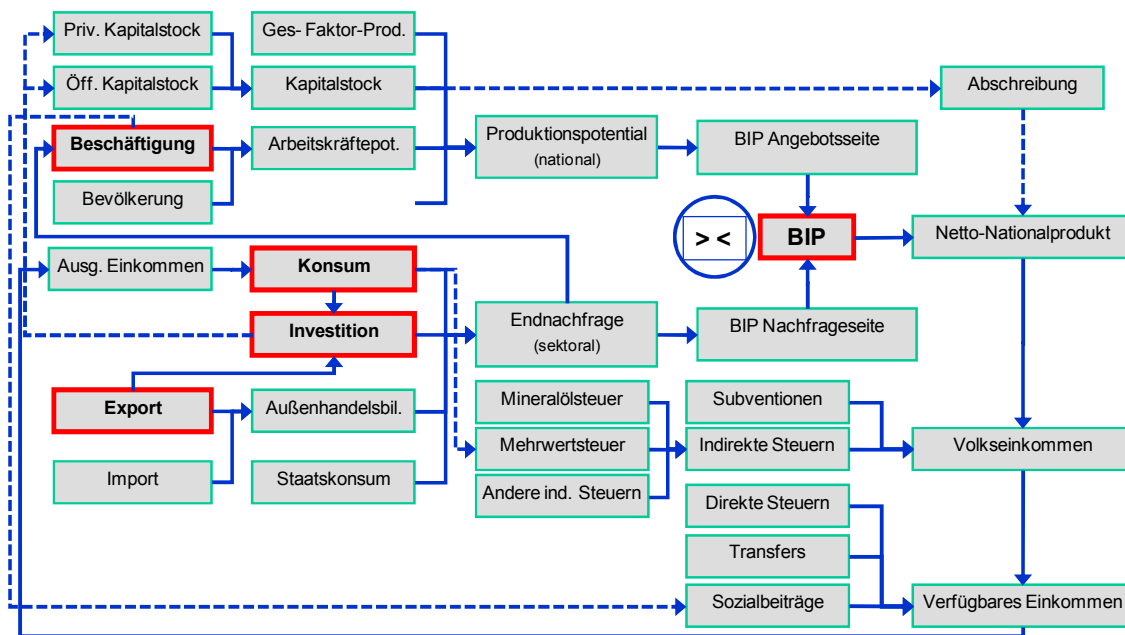 Priv. Kapitalstock
Ges- Faktor-Prod.
Öff. Kapitalstock
Kapitalstock
Abschreibung
Beschäftigung
Arbeitskräftepot.
Produktionspotential
(national)
BIP Angebotsseite
Bevölkerung
> <
BIP
Netto-Nationalprodukt
Ausg. Einkommen
Konsum
Investition
Endnachfrage
(sektoral)
BIP Nachfrageseite
Export
Außenhandelsbil.
Mineralölsteuer
Subventionen
Mehrwertsteuer
Indirekte Steuern
Volkseinkommen
Import
Staatskonsum
Andere ind. Steuern
Direkte Steuern
Transfers
Sozialbeiträge
Verfügbares Einkommen